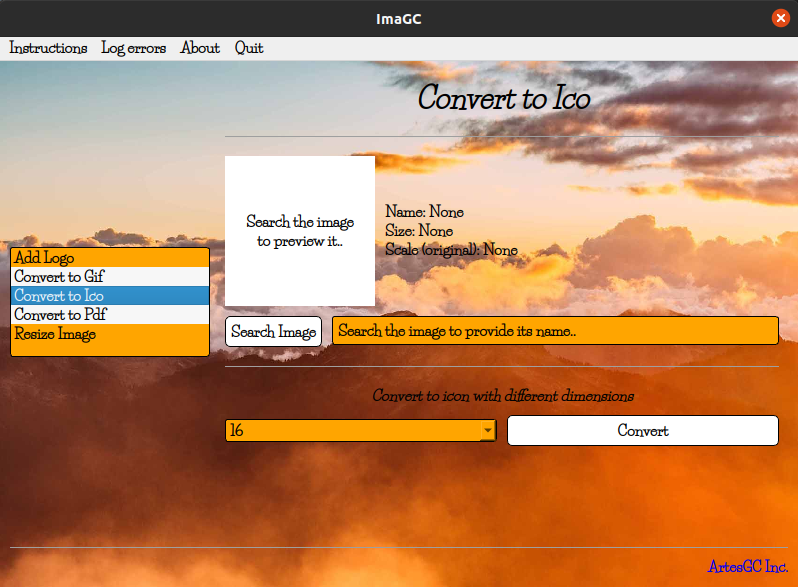 ImaGC
Instructions Log errors About Quit
Convert to Ico
Search the image
to preview it..
Name: None
Size: None
Scale (original): None
Add Logo
Convert to Gif
Convert to Ico
Convert to Pdf
Resize Image
Search Image
Search the image to provide its name..
Convert to icon with different dimensions
16
Convert
ArtesGC Inc.